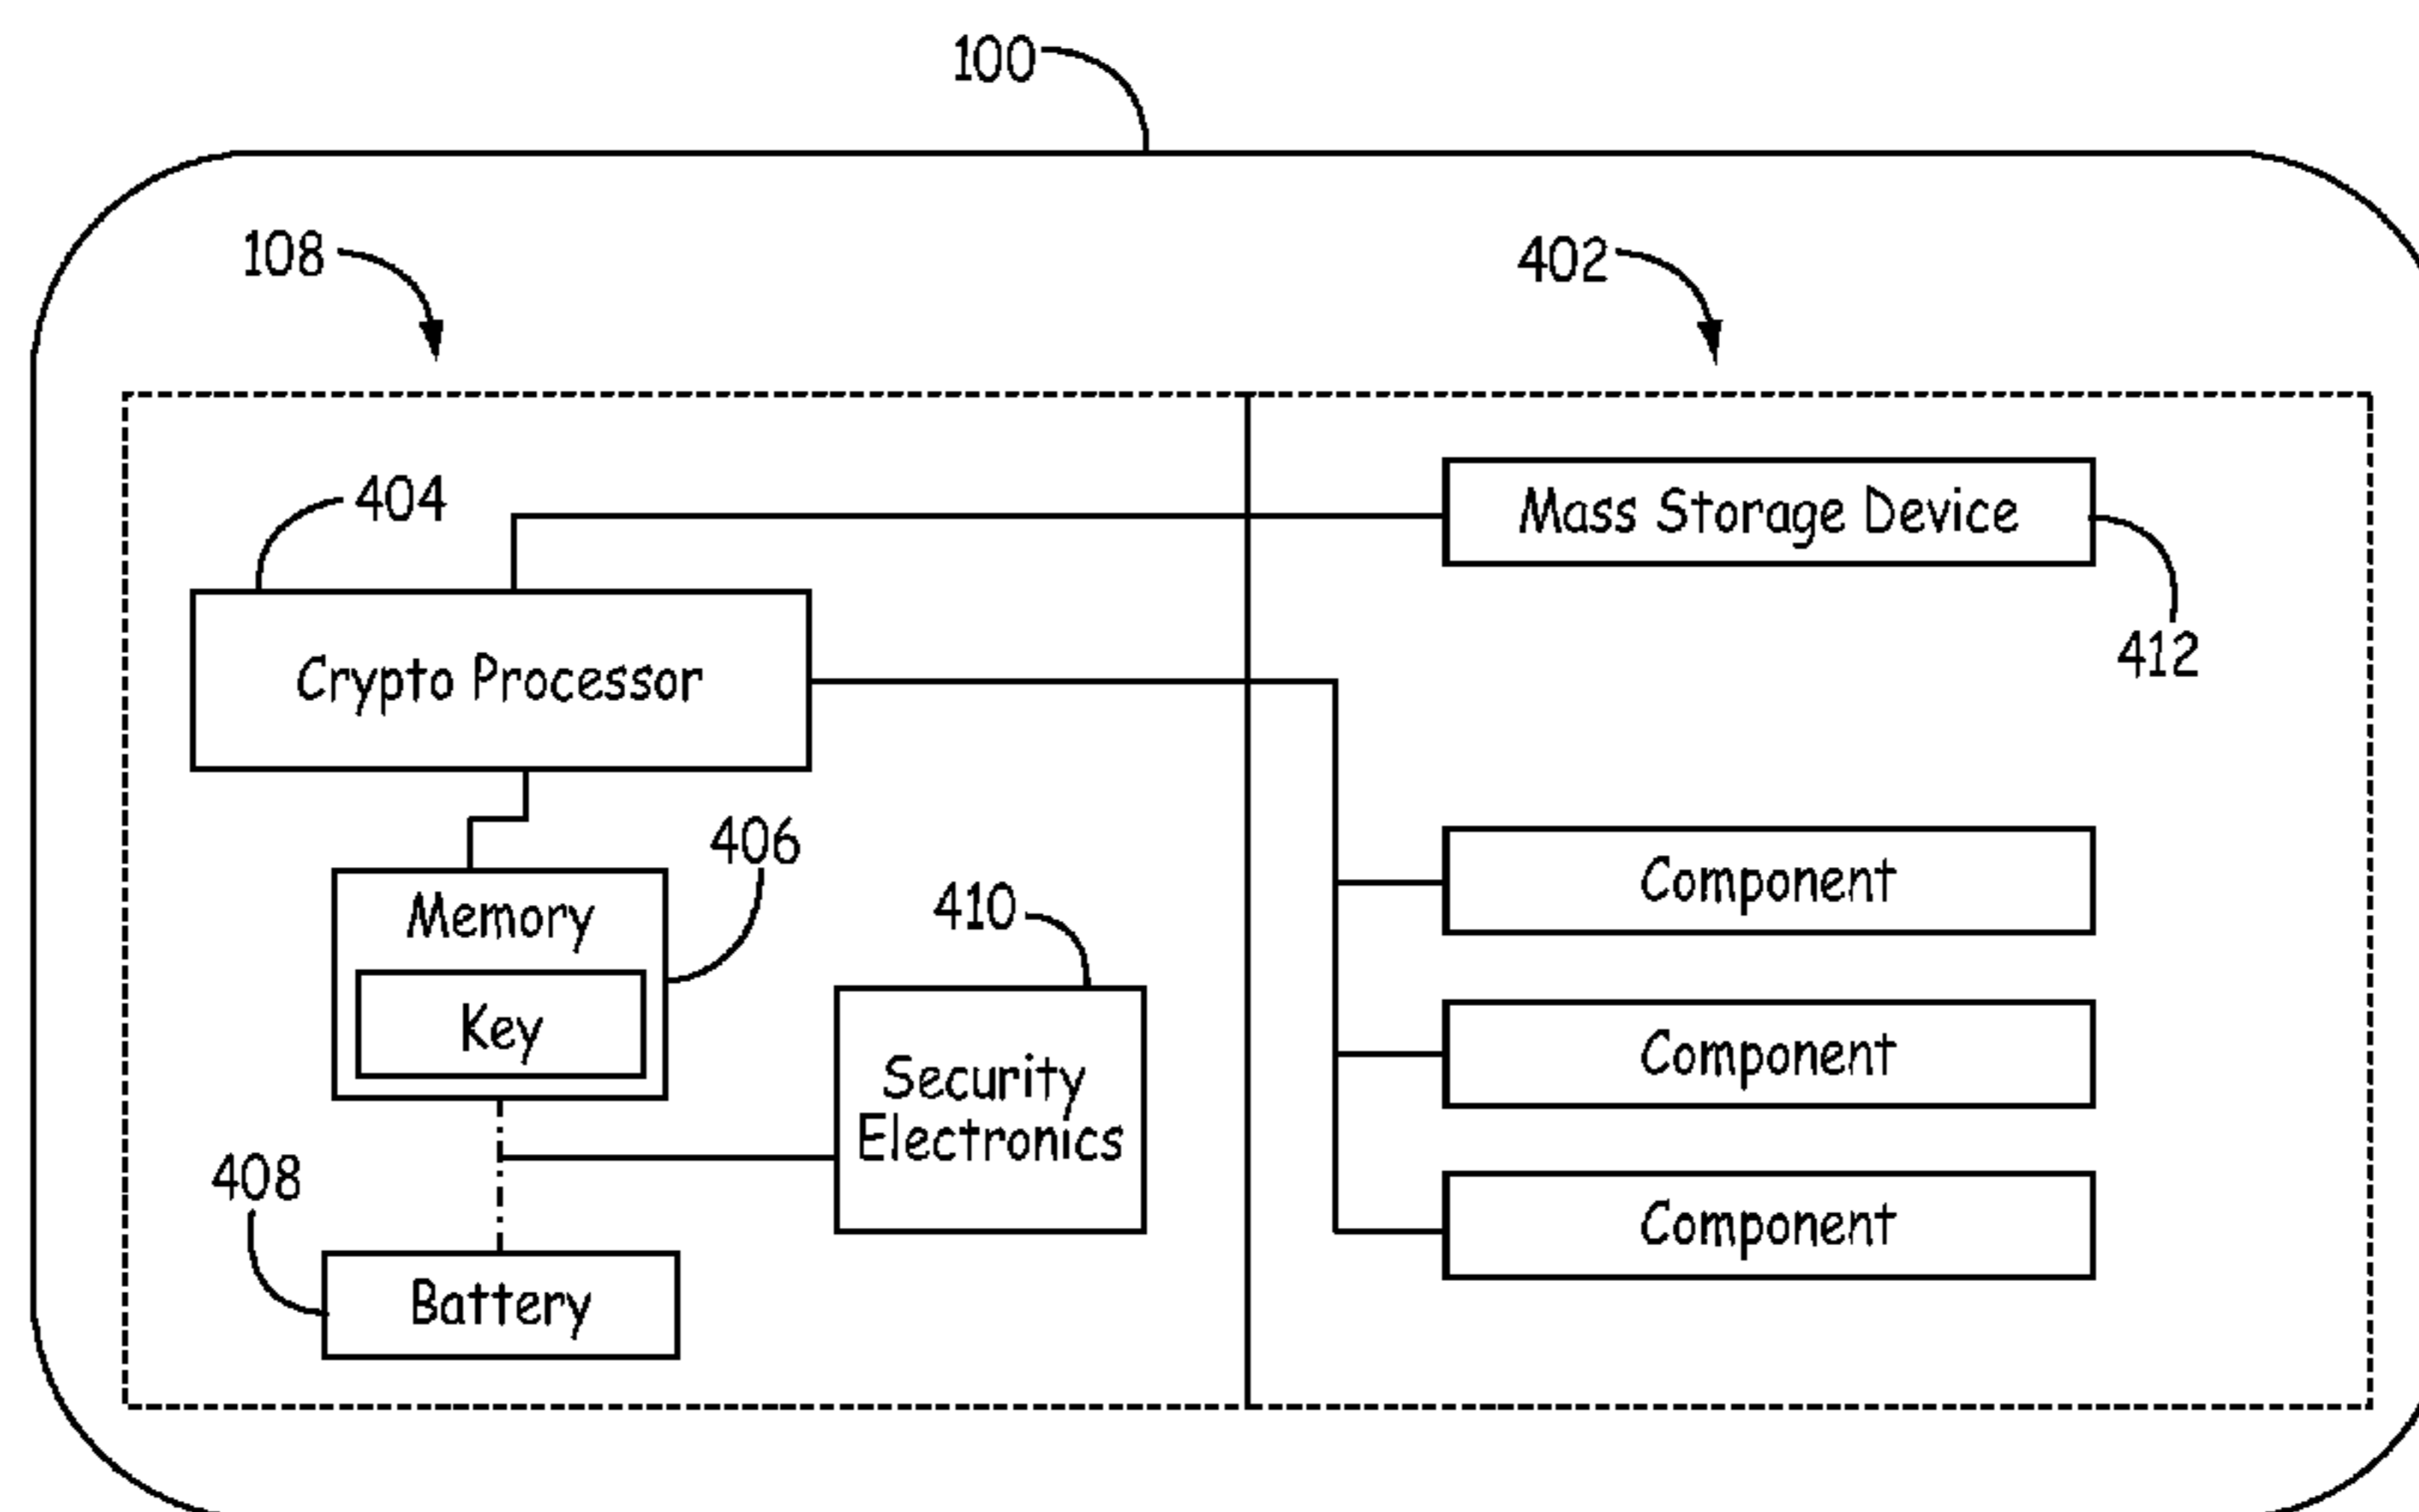 100
108
402
404
Mass Storage Device
412
Crypto Processor
406
Memory
410
Component
Key
Security
Electronics
Component
408
Component
Battery